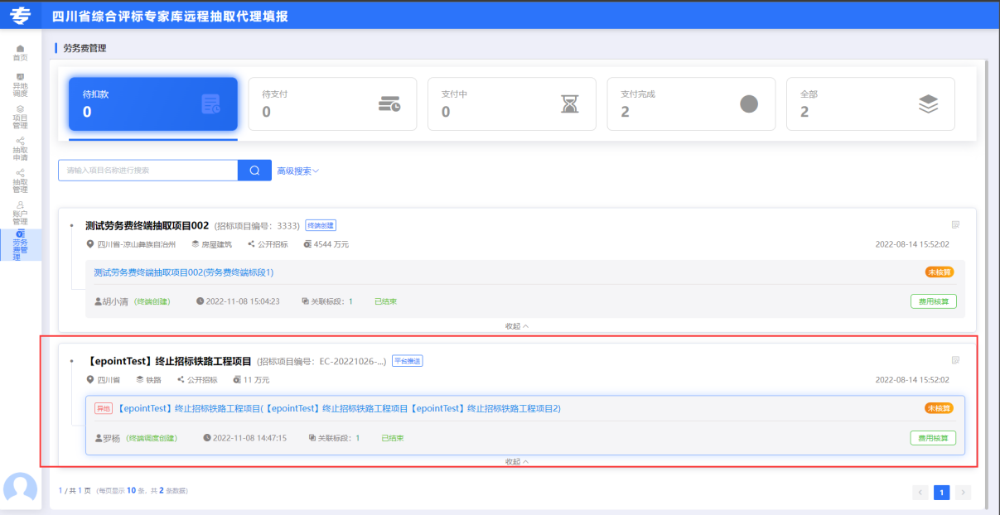 专 四川省综合评标专家库远程抽取代理填报
首页
异地
调度
项目
管理
抽取
申请
抽取
管理
账户
管理
劳务
费管
理
劳务费管理
待扣款
0
待支付
0
支付中
0
支付完成
2
全部
2
请输入项目名称进行搜索 高级搜索
测试劳务费终端抽取项目002 (招标项目编号：3333) 终端创建
四川省-凉山彝族自治州 房屋建筑 公开招标 4544 万元 2022-08-14 15:52:02
测试劳务费终端抽取项目002(劳务费终端标段1) 未核算
胡小清 (终端创建) 2022-11-08 15:04:23 关联标段：1 已结束 费用核算
收起
【epointTest】终止招标铁路工程项目 (招标项目编号：EC-20221026-...) 平台推送
四川省 铁路 公开招标 11 万元 2022-08-14 15:52:02
异地 【epointTest】终止招标铁路工程项目(【epointTest】终止招标铁路工程项目【epointTest】终止招标铁路工程项目2) 未核算
罗杨 (终端调度创建) 2022-11-08 14:47:15 关联标段：1 已结束 费用核算
收起
1 / 共 1 页 (每页显示 10 条，共 2 条数据) < 1 >